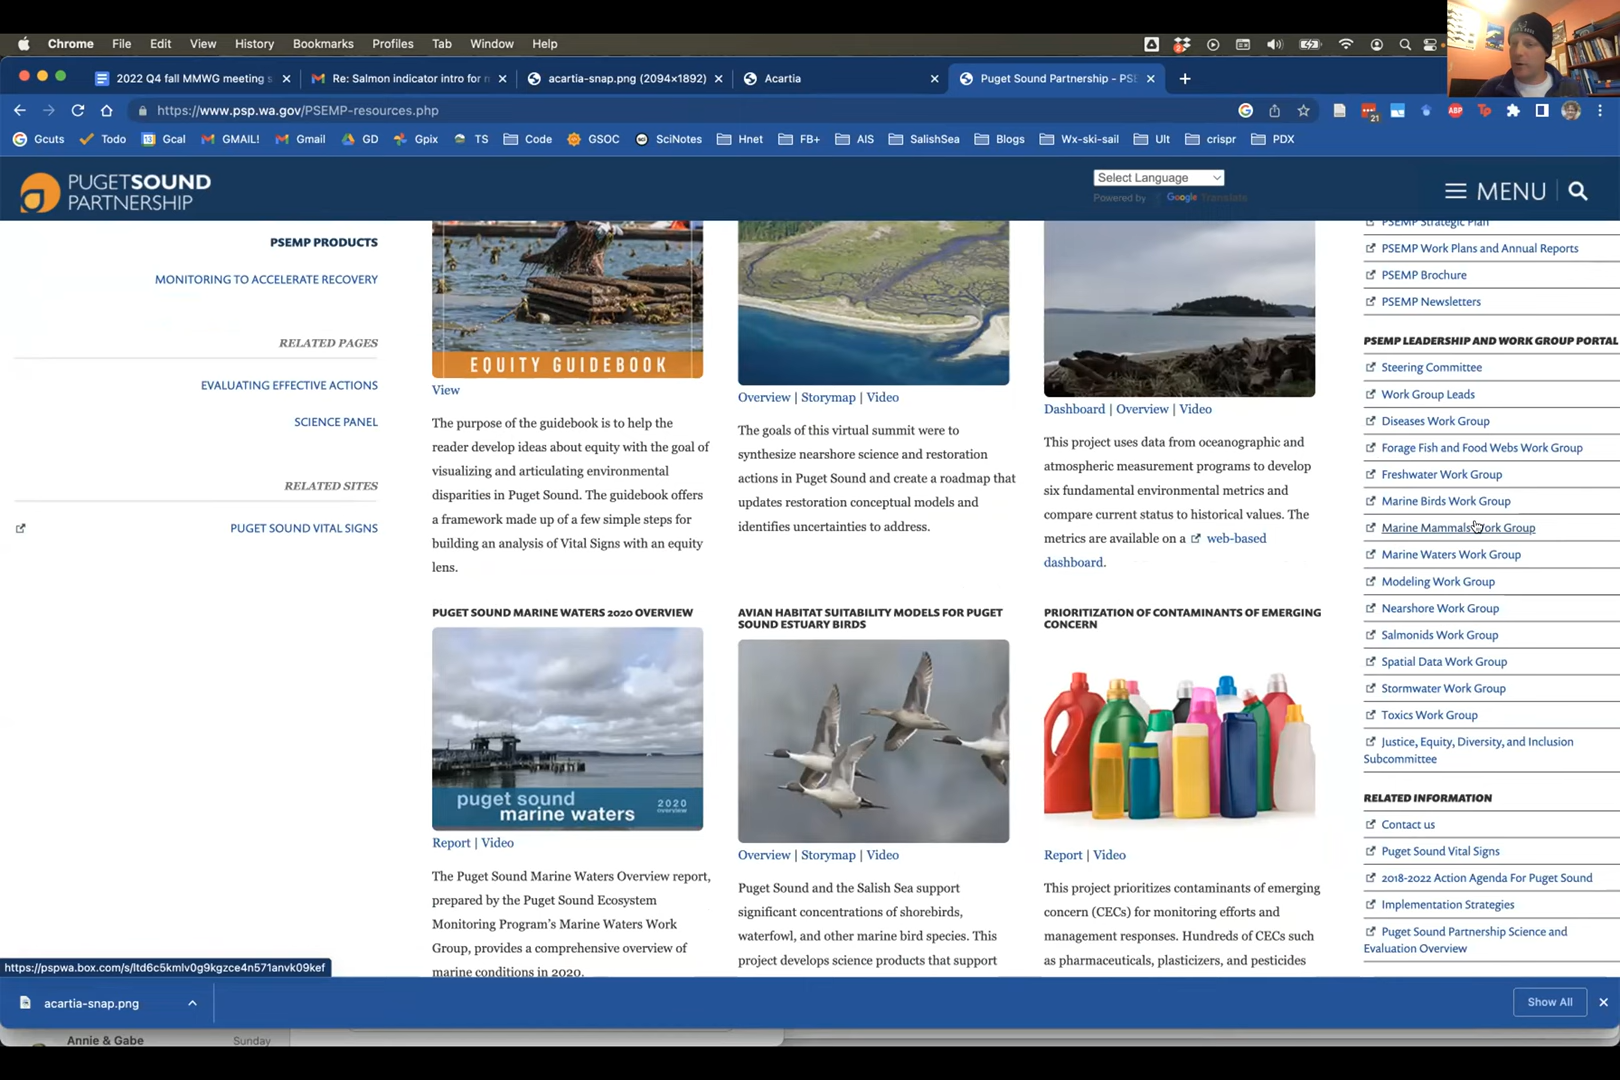 Chrome File Edit View History Bookmarks Profiles Tab Window Help
2022 Q4 fall MMWG meeting s
Re: Salmon indicator intro for m
acartia-snap.png (2094×1892)
Acartia
Puget Sound Partnership - PSE
https://www.psp.wa.gov/PSEMP-resources.php
21
ABP
Gcuts Todo Gcal GMAIL! Gmail GD Gpix TS Code GSOC SciNotes Hnet FB+ AIS SalishSea Blogs Wx-ski-sail Ult crispr PDX
PUGETSOUND
PARTNERSHIP
Select Language
Powered by Google Translate
MENU
PSEMP PRODUCTS
MONITORING TO ACCELERATE RECOVERY
RELATED PAGES
EVALUATING EFFECTIVE ACTIONS
SCIENCE PANEL
RELATED SITES
PUGET SOUND VITAL SIGNS
EQUITY GUIDEBOOK
View
The purpose of the guidebook is to help the
reader develop ideas about equity with the goal of
visualizing and articulating environmental
disparities in Puget Sound. The guidebook offers
a framework made up of a few simple steps for
building an analysis of Vital Signs with an equity
lens.
Overview | Storymap | Video
The goals of this virtual summit were to
synthesize nearshore science and restoration
actions in Puget Sound and create a roadmap that
updates restoration conceptual models and
identifies uncertainties to address.
Dashboard | Overview | Video
This project uses data from oceanographic and
atmospheric measurement programs to develop
six fundamental environmental metrics and
compare current status to historical values. The
metrics are available on a web-based
dashboard.
PUGET SOUND MARINE WATERS 2020 OVERVIEW
puget sound
marine waters
2020
overview
Report | Video
The Puget Sound Marine Waters Overview report,
prepared by the Puget Sound Ecosystem
Monitoring Program's Marine Waters Work
Group, provides a comprehensive overview of
marine conditions in 2020.
AVIAN HABITAT SUITABILITY MODELS FOR PUGET
SOUND ESTUARY BIRDS
Overview | Storymap | Video
Puget Sound and the Salish Sea support
significant concentrations of shorebirds,
waterfowl, and other marine bird species. This
project develops science products that support
PRIORITIZATION OF CONTAMINANTS OF EMERGING
CONCERN
Report | Video
This project prioritizes contaminants of emerging
concern (CECs) for monitoring efforts and
management responses. Hundreds of CECs such
as pharmaceuticals, plasticizers, and pesticides
PSEMP Strategic Plan
PSEMP Work Plans and Annual Reports
PSEMP Brochure
PSEMP Newsletters
PSEMP LEADERSHIP AND WORK GROUP PORTAL
Steering Committee
Work Group Leads
Diseases Work Group
Forage Fish and Food Webs Work Group
Freshwater Work Group
Marine Birds Work Group
Marine Mammals Work Group
Marine Waters Work Group
Modeling Work Group
Nearshore Work Group
Salmonids Work Group
Spatial Data Work Group
Stormwater Work Group
Toxics Work Group
Justice, Equity, Diversity, and Inclusion
Subcommittee
RELATED INFORMATION
Contact us
Puget Sound Vital Signs
2018-2022 Action Agenda For Puget Sound
Implementation Strategies
Puget Sound Partnership Science and
Evaluation Overview
https://pspwa.box.com/s/ltd6c5kmlv0g9kgzce4n571anvk09kef
acartia-snap.png
Show All
Annie & Gabe
Sunday